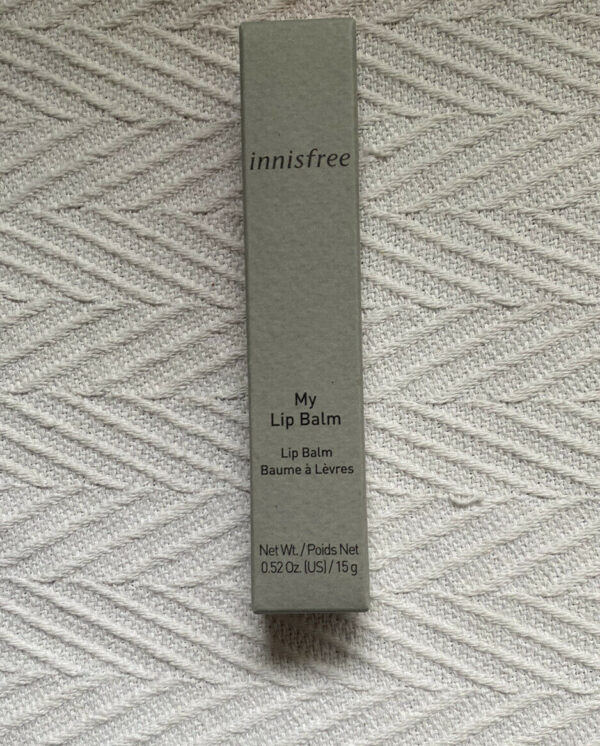 innisfree
My
Lip Balm
Lip Balm
Baume à Lèvres
Net Wt. / Poids Net
0.52 Oz. (US) / 15 g